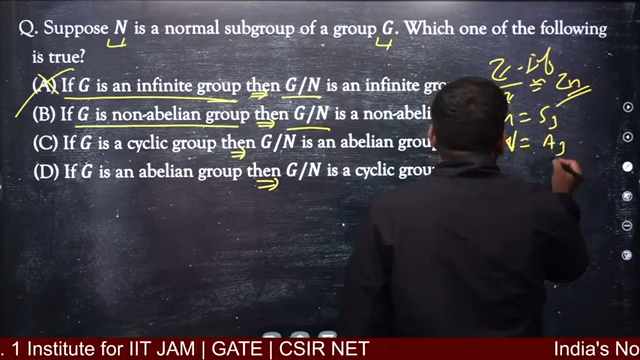 Q. Suppose N is a normal subgroup of a group G. Which one of the following
is true?
(A) If G is an infinite group then G/N is an infinite gro
(B) If G is non-abelian group then G/N is a non-abeli
(C) If G is a cyclic group then G/N is an abelian grou
(D) If G is an abelian group then G/N is a cyclic grou
≅ Zn
= S3
= A3
. 1 Institute for IIT JAM | GATE | CSIR NET
India's No